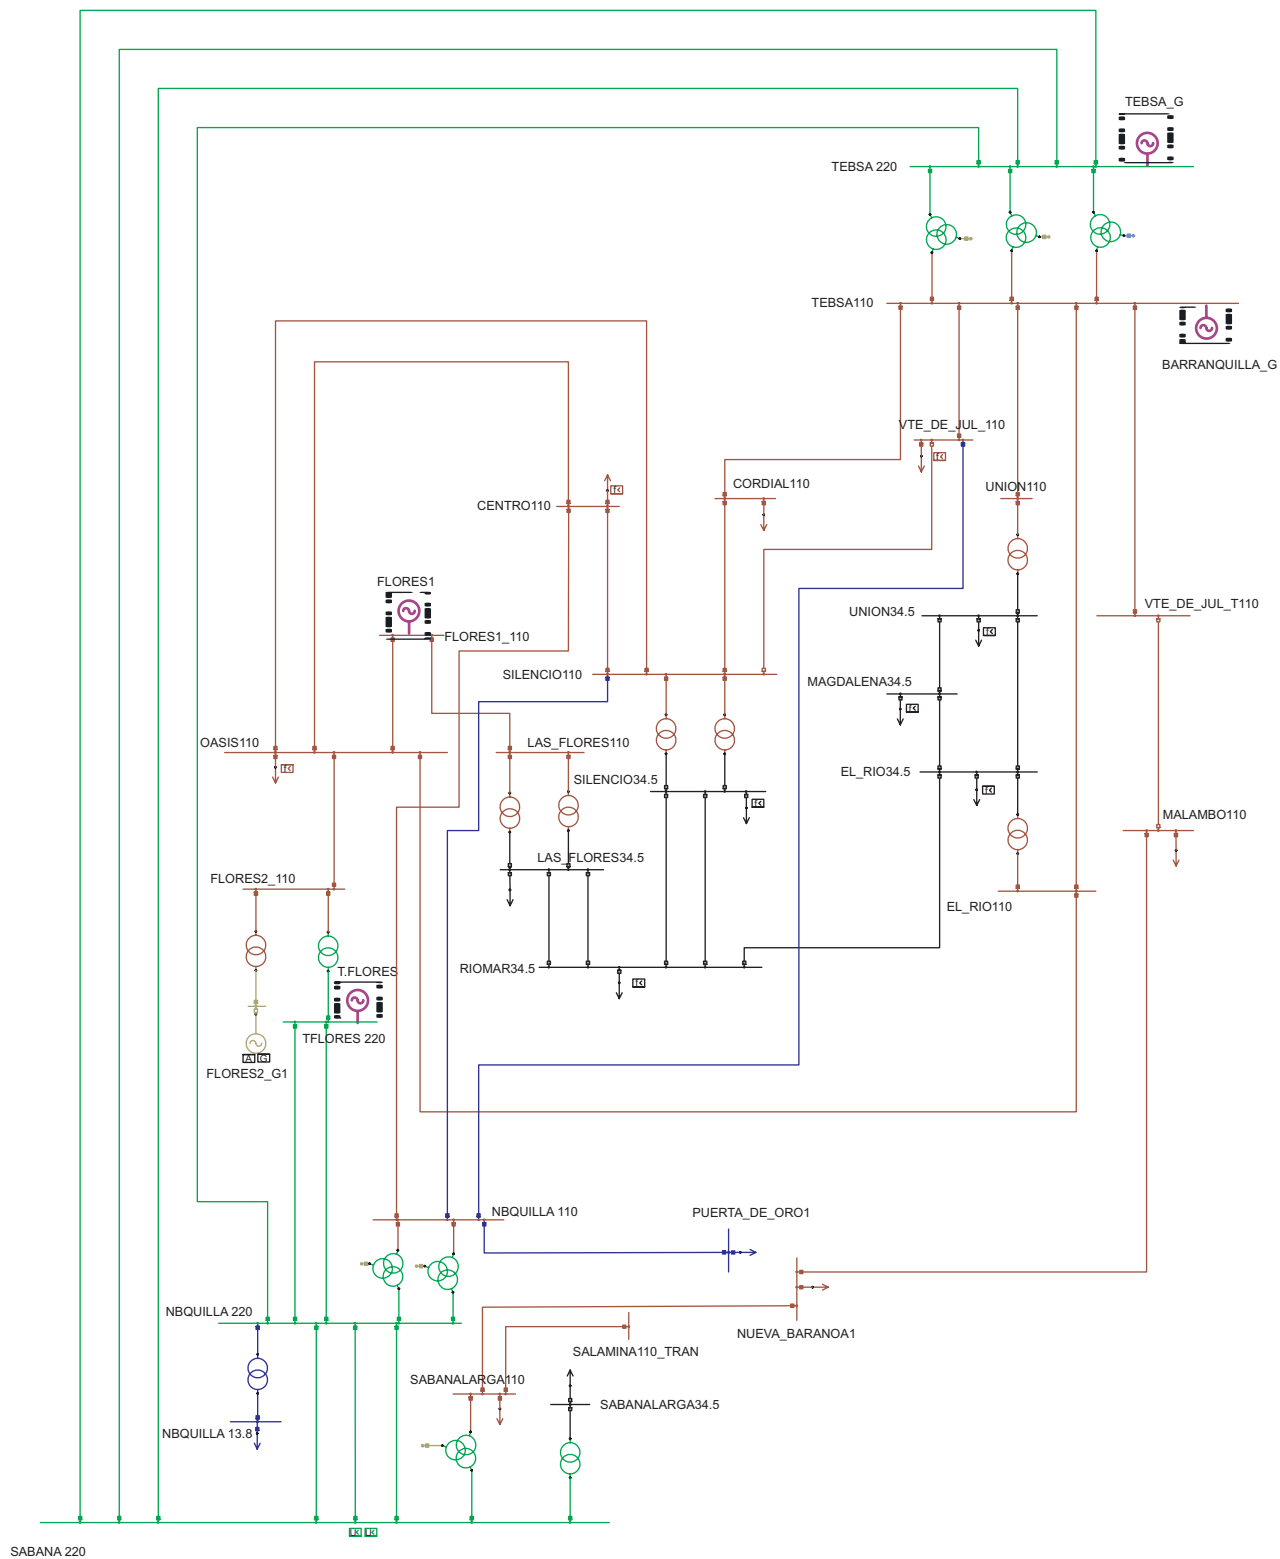 TEBSA_G
TEBSA 220
TEBSA110
BARRANQUILLA_G
VTE_DE_JUL_110
CORDIAL110
UNION110
CENTRO110
FLORES1
FLORES1_110
UNION34.5
VTE_DE_JUL_T110
SILENCIO110
MAGDALENA34.5
OASIS110
LAS_FLORES110
SILENCIO34.5
EL_RIO34.5
MALAMBO110
LAS_FLORES34.5
FLORES2_110
EL_RIO110
RIOMAR34.5
T.FLORES
TFLORES 220
A G
FLORES2_G1
NBQUILLA 110
PUERTA_DE_ORO1
NBQUILLA 220
NUEVA_BARANOA1
SALAMINA110_TRAN
SABANALARGA110
SABANALARGA34.5
NBQUILLA 13.8
SABANA 220